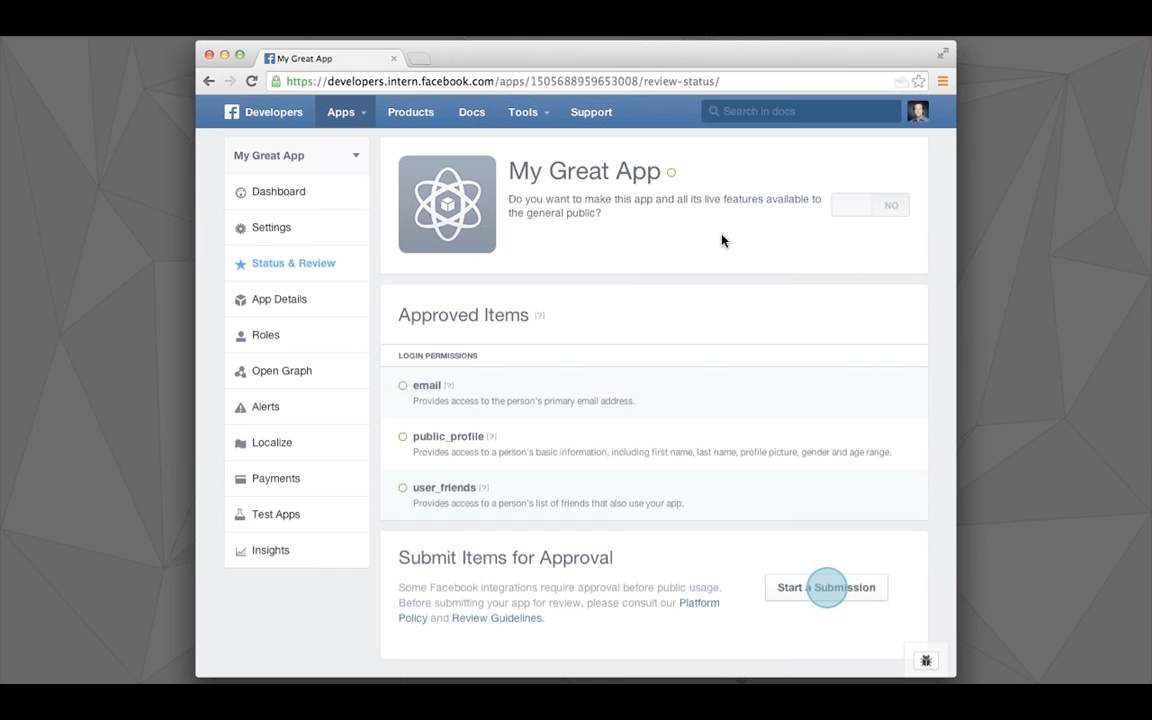 My Great App
https://developers.intern.facebook.com/apps/1505688959653008/review-status/
Developers Apps Products Docs Tools Support Search in docs
My Great App
Dashboard
Settings
Status & Review
App Details
Roles
Open Graph
Alerts
Localize
Payments
Test Apps
Insights
My Great App
Do you want to make this app and all its live features available to
the general public?
NO
Approved Items [?]
LOGIN PERMISSIONS
email [?]
Provides access to the person's primary email address.
public_profile [?]
Provides access to a person's basic information, including first name, last name, profile picture, gender and age range.
user_friends [?]
Provides access to a person's list of friends that also use your app.
Submit Items for Approval
Some Facebook integrations require approval before public usage.
Before submitting your app for review, please consult our Platform
Policy and Review Guidelines.
Start a Submission